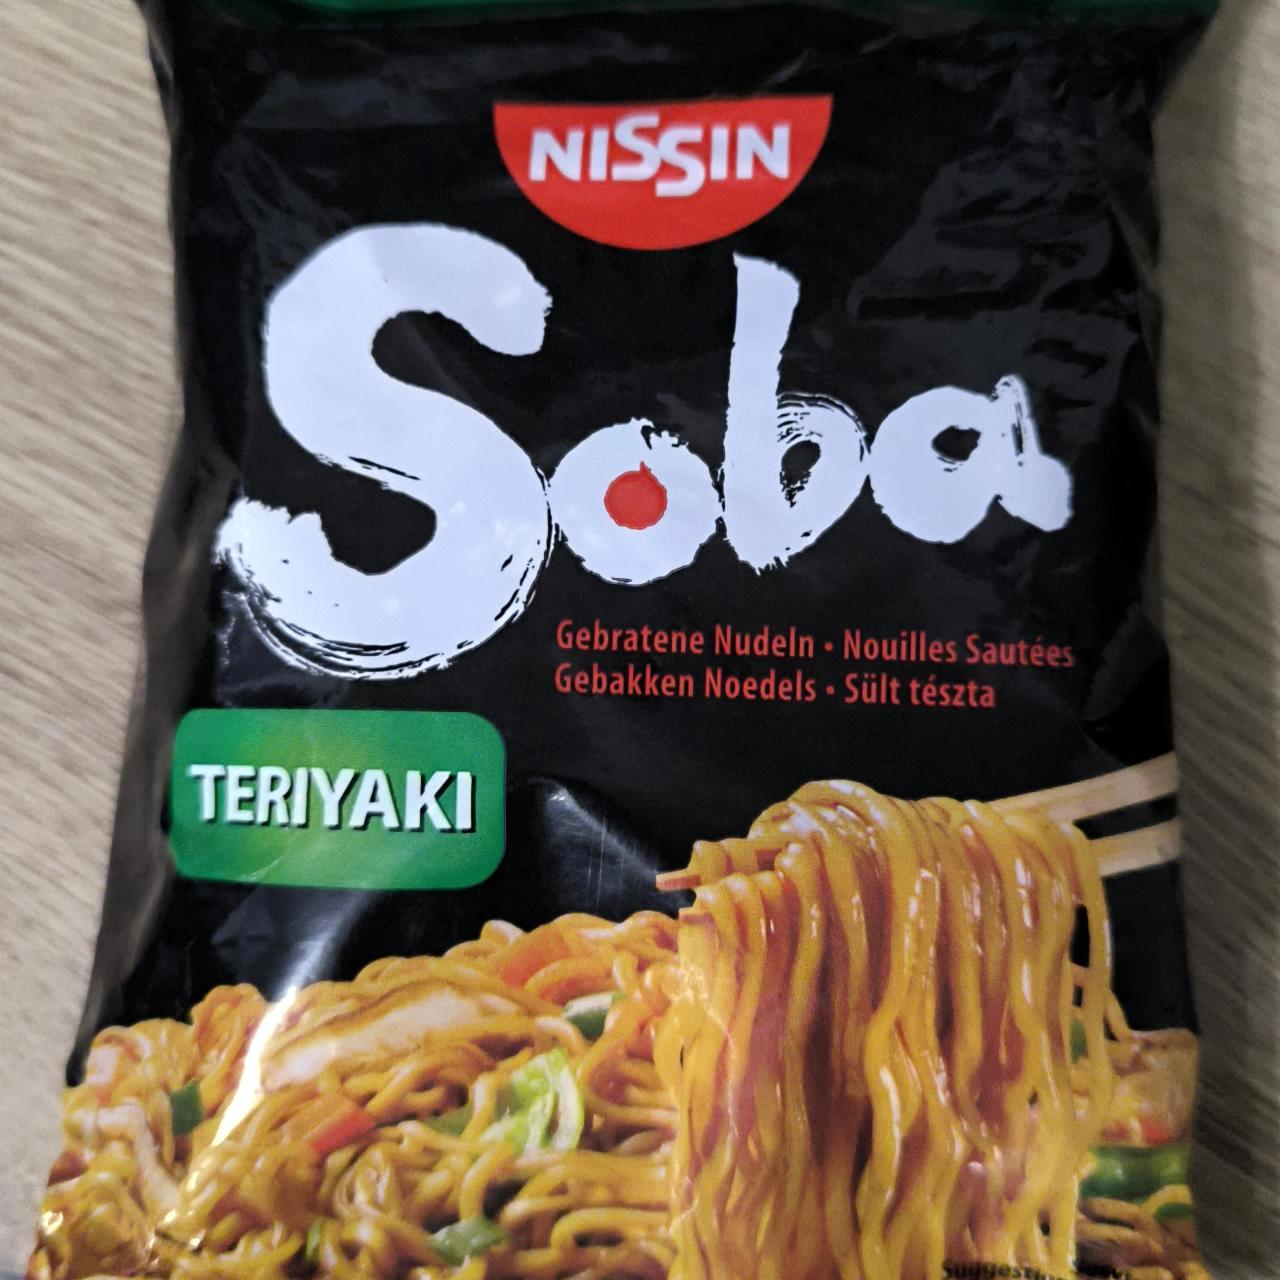 NISSIN
Soba
Gebratene Nudeln • Nouilles Sautées
Gebakken Noedels • Sült tészta
TERIYAKI